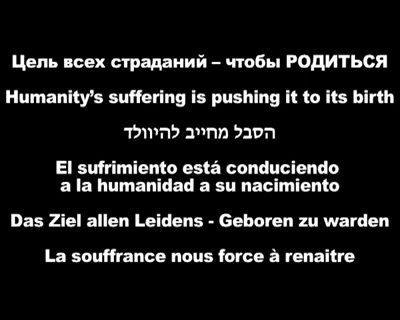 Цель всех страданий – чтобы РОДИТЬСЯ
Humanity’s suffering is pushing it to its birth
הסבל מחייב להיוולד
El sufrimiento está conduciendo
a la humanidad a su nacimiento
Das Ziel allen Leidens - Geboren zu warden
La souffrance nous force à renaitre